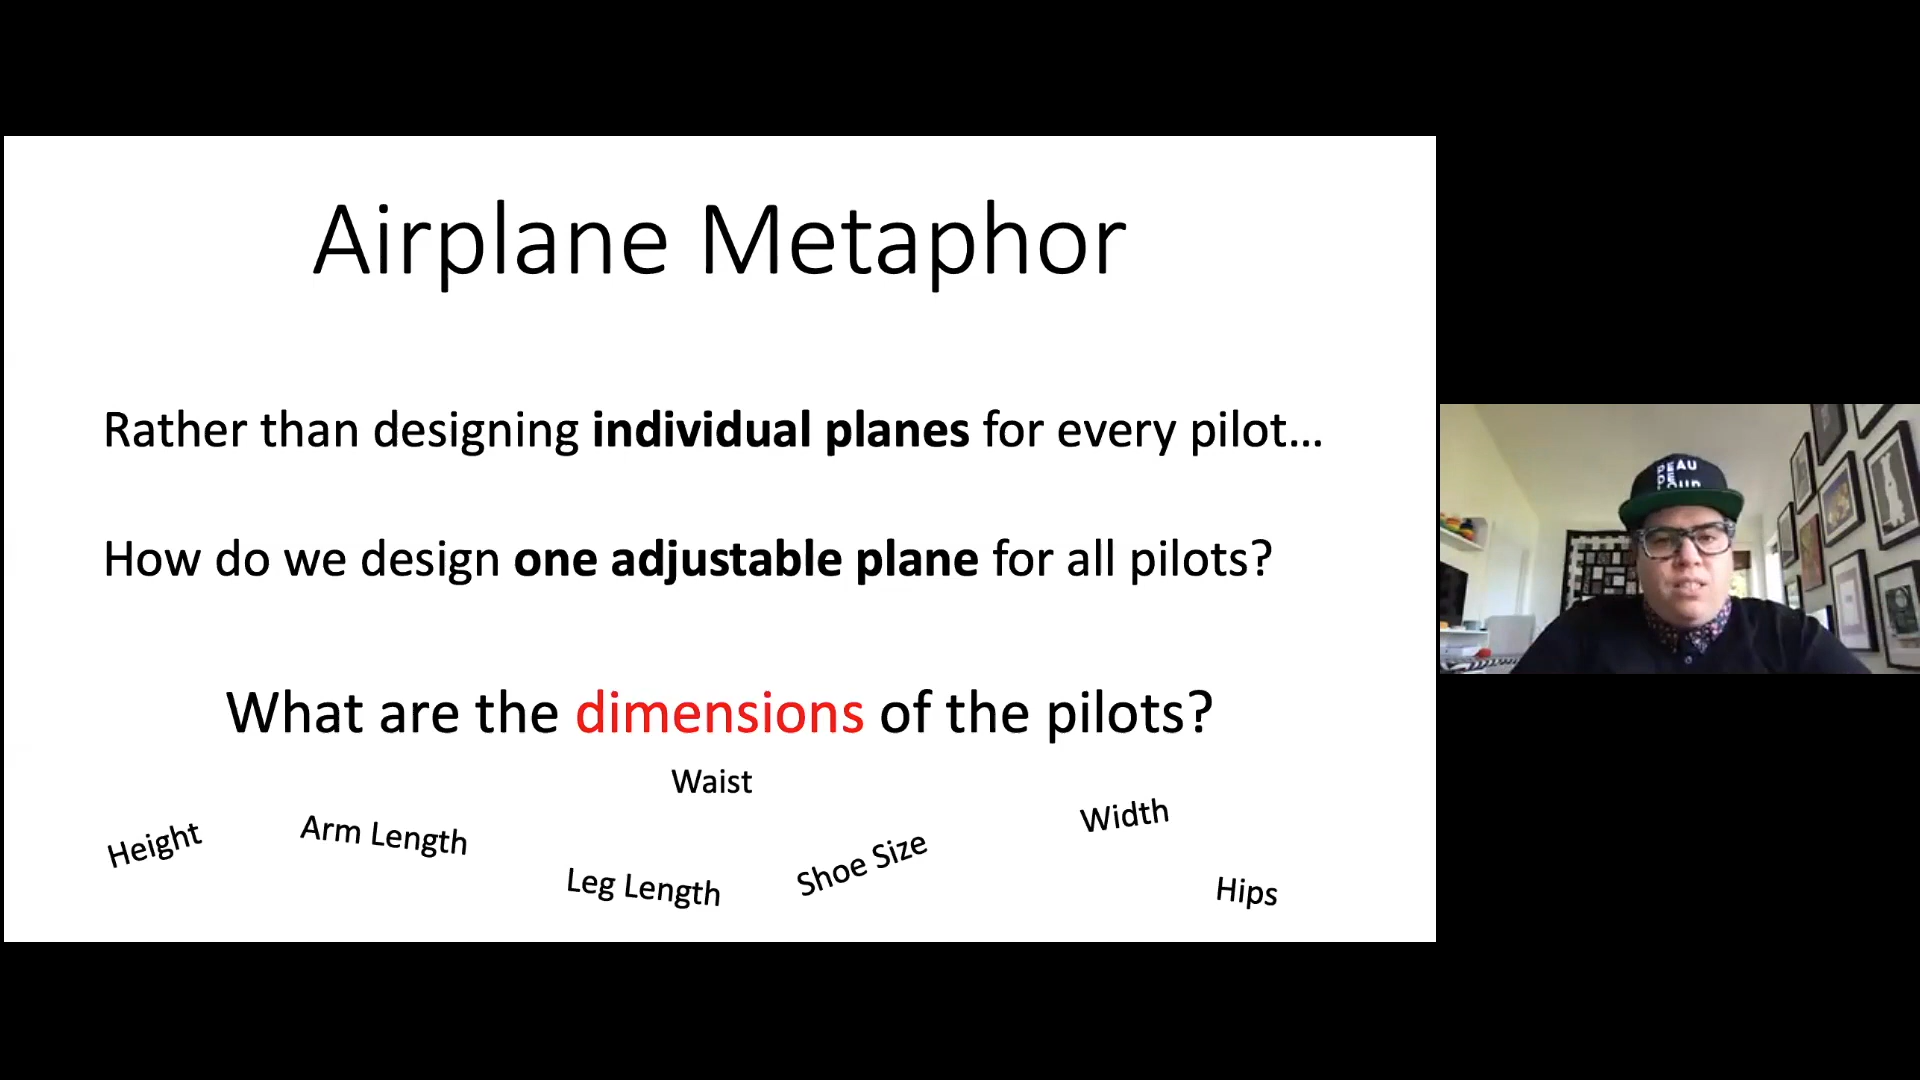 Airplane Metaphor
Rather than designing individual planes for every pilot...
How do we design one adjustable plane for all pilots?
What are the dimensions of the pilots?
Waist
Height
Arm Length
Leg Length
Shoe Size
Width
Hips